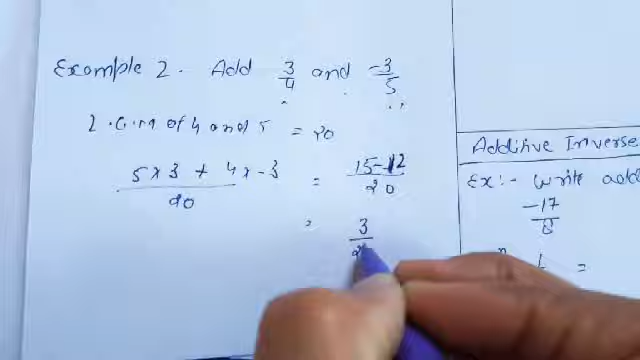 Example 2. Add 3/4 and -3/5
L.C.M of 4 and 5 = 20
5×3 + 4×-3 / 20 = 15-12 / 20
= 3/2
Additive Inverse
Ex:- Write add
-17/8